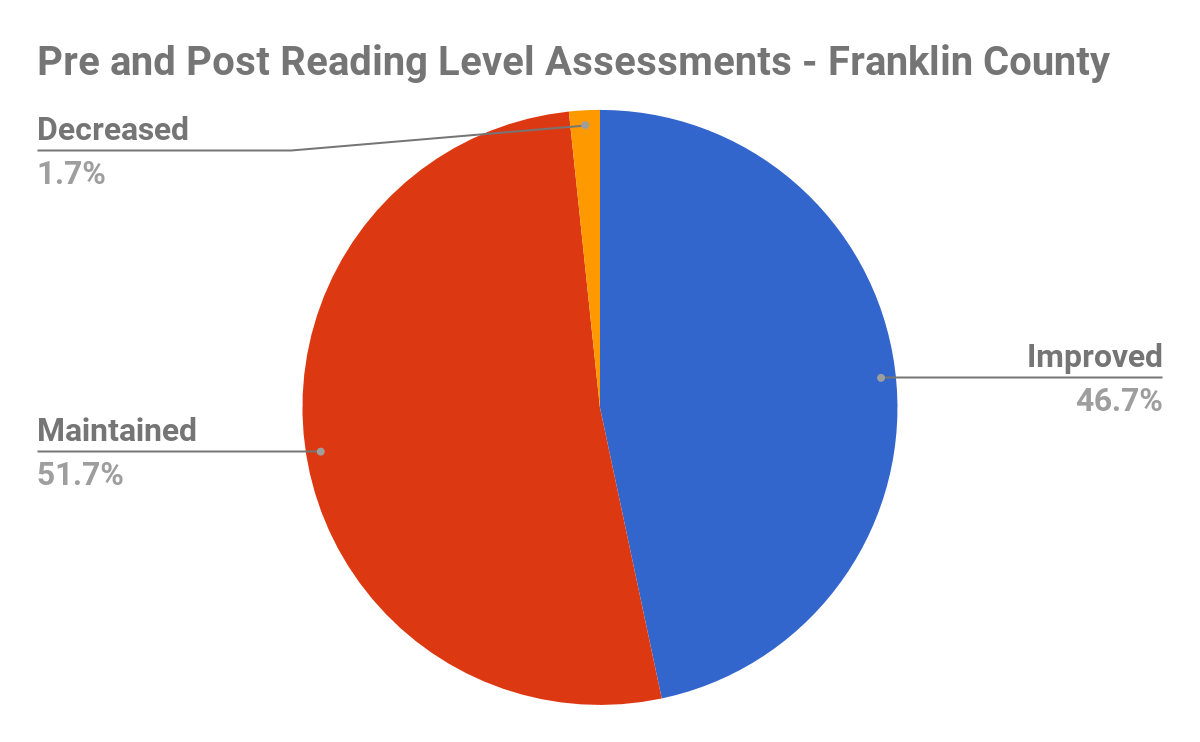 Pre and Post Reading Level Assessments - Franklin County
Decreased
1.7%
Improved
46.7%
Maintained
51.7%